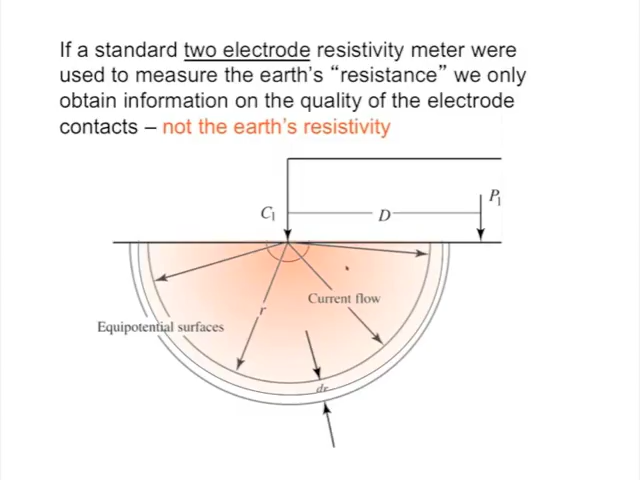 If a standard two electrode resistivity meter were
used to measure the earth's “resistance” we only
obtain information on the quality of the electrode
contacts – not the earth's resistivity
C₁
D
P₁
Current flow
r
Equipotential surfaces
dr